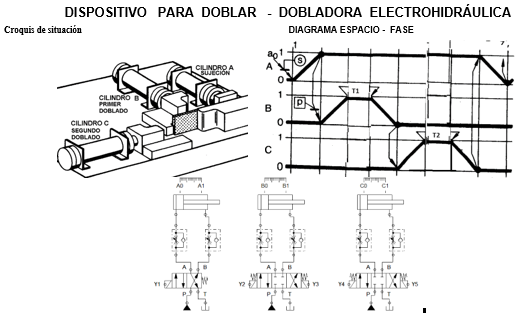 DISPOSITIVO PARA DOBLAR - DOBLADORA ELECTROHIDRÁULICA
Croquis de situación
DIAGRAMA ESPACIO - FASE
CILINDRO A
SUJECIÓN
CILINDRO B
PRIMER
DOBLADO
CILINDRO C
SEGUNDO
DOBLADO
1
a0 1
S
A
0
1
T1
P
B
0
1
T2
C
0
A0 A1
B0 B1
C0 C1
A B
Y1
P T
A B
Y2 Y3
P T
A B
Y4 Y5
P T